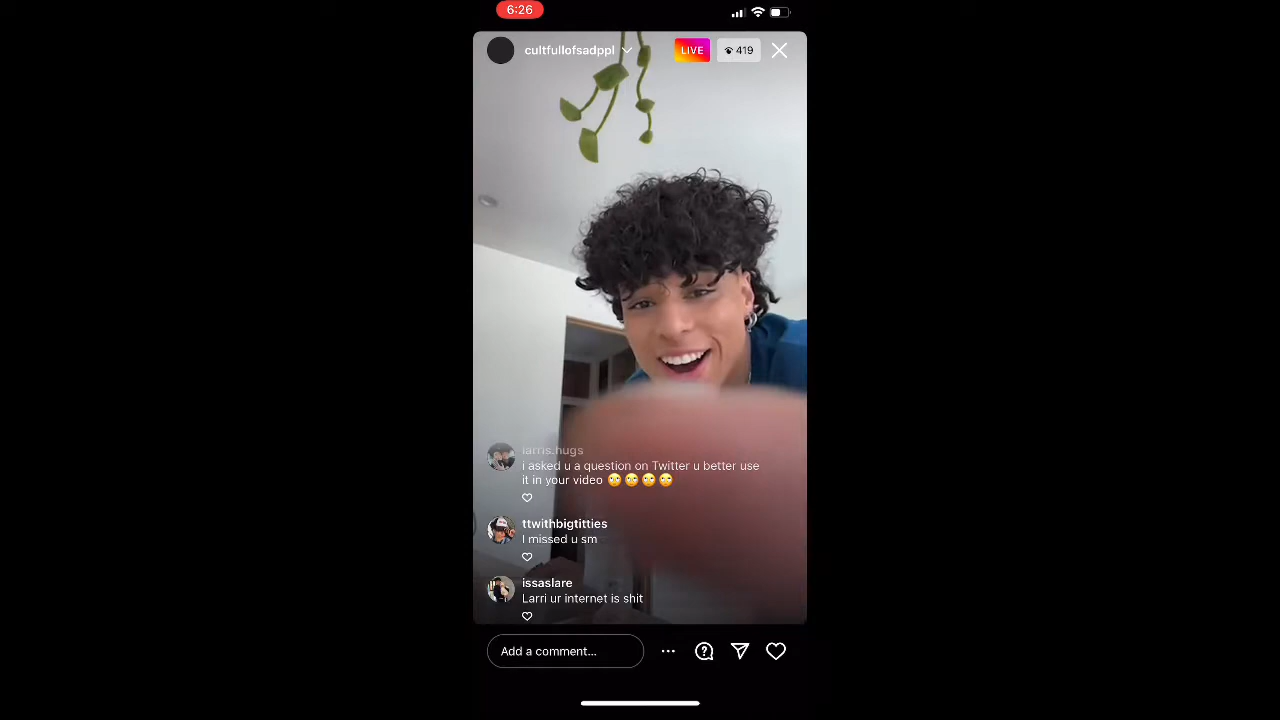 6:26
cultfullofsadppl
LIVE
419
larris.hugs
i asked u a question on Twitter u better use
it in your video 🙄🙄🙄🙄
ttwithbigtitties
I missed u sm
issaslare
Larri ur internet is shit
Add a comment...